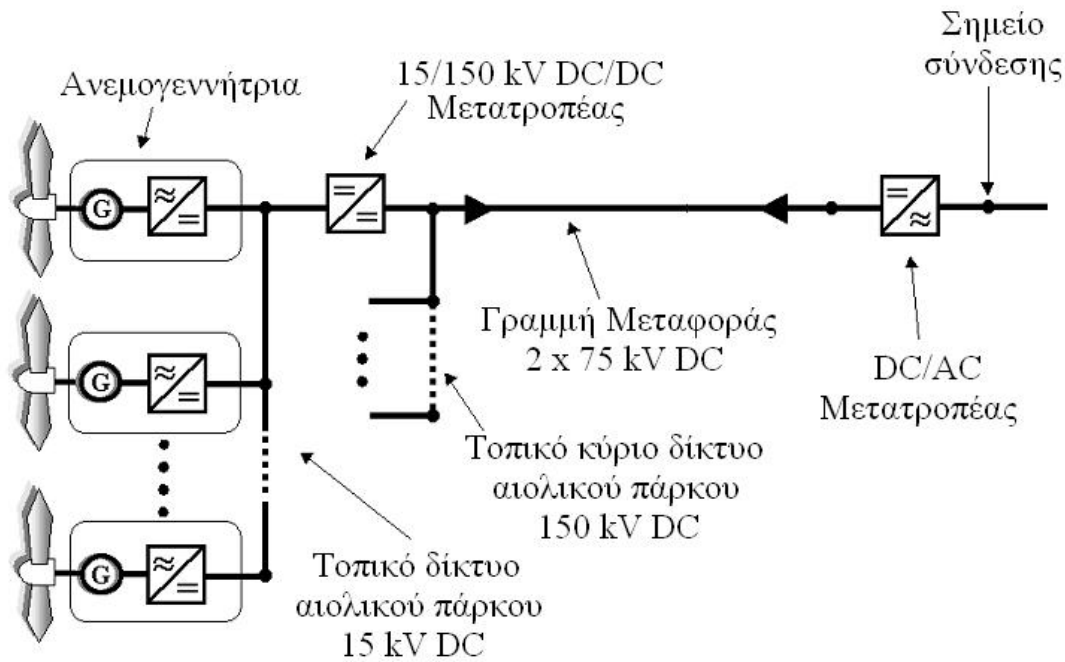 Σημείο
σύνδεσης
15/150 kV DC/DC
Μετατροπέας
Ανεμογεννήτρια
G
Γραμμή Μεταφοράς
2 x 75 kV DC
DC/AC
Μετατροπέας
G
Τοπικό κύριο δίκτυο
αιολικού πάρκου
150 kV DC
G
Τοπικό δίκτυο
αιολικού πάρκου
15 kV DC